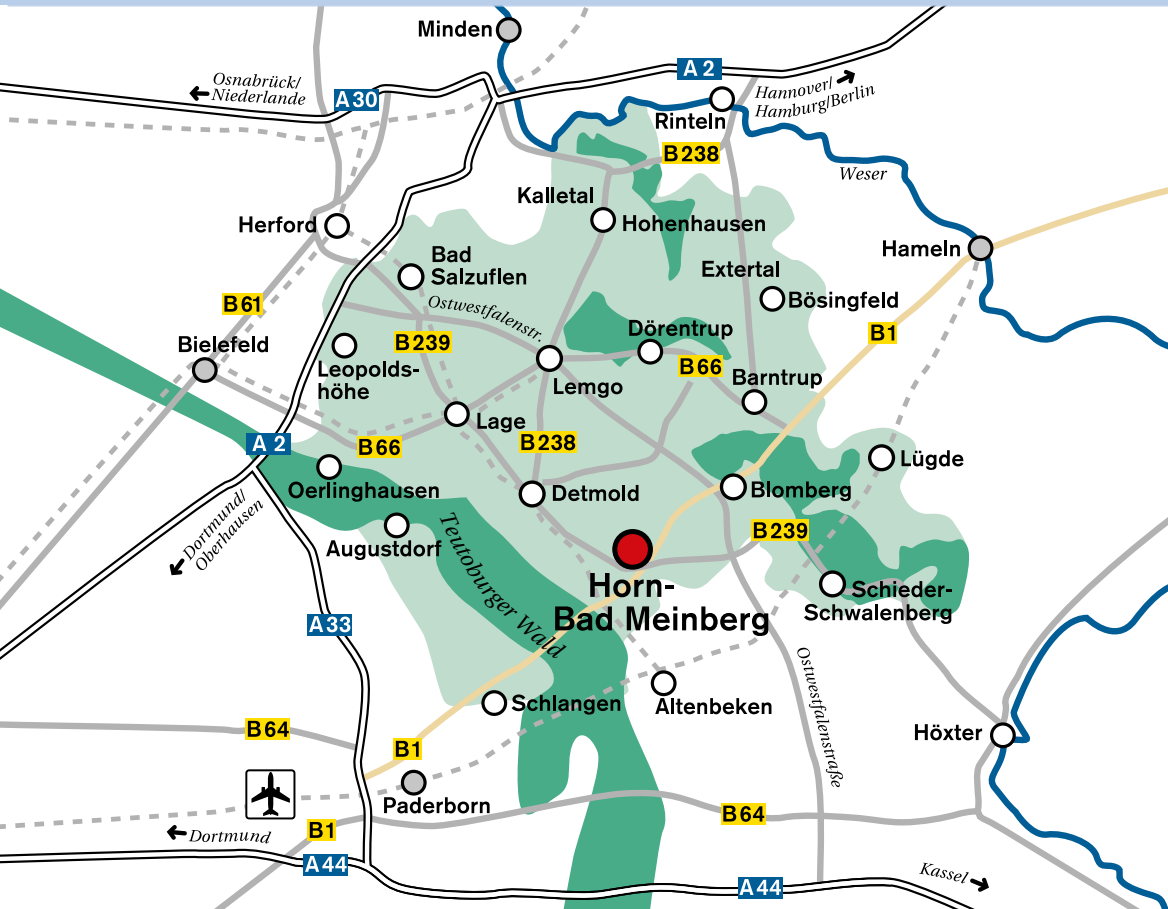 Minden
A 2
Osnabrück/
Niederlande
A 30
Hannover/
Hamburg/Berlin
Rinteln
B 238
Weser
Kalletal
Hohenhausen
Herford
Hameln
Bad
Salzuflen
Extertal
Bösingfeld
B 61
Ostwestfalenstr.
Dörentrup
B 1
Bielefeld
B 239
Leopolds-
höhe
B 66
Lemgo
Barntrup
Lage
A 2
B 66
B 238
Lügde
Oerlinghausen
Detmold
Blomberg
Dortmund/
Oberhausen
Augustdorf
B 239
Teutoburger Wald
Horn-
Bad Meinberg
Schieder-
Schwalenberg
A 33
Ostwestfalenstraße
Schlangen
Altenbeken
B 64
Höxter
B 1
Paderborn
B 64
B 1
Dortmund
A 44
Kassel
A 44